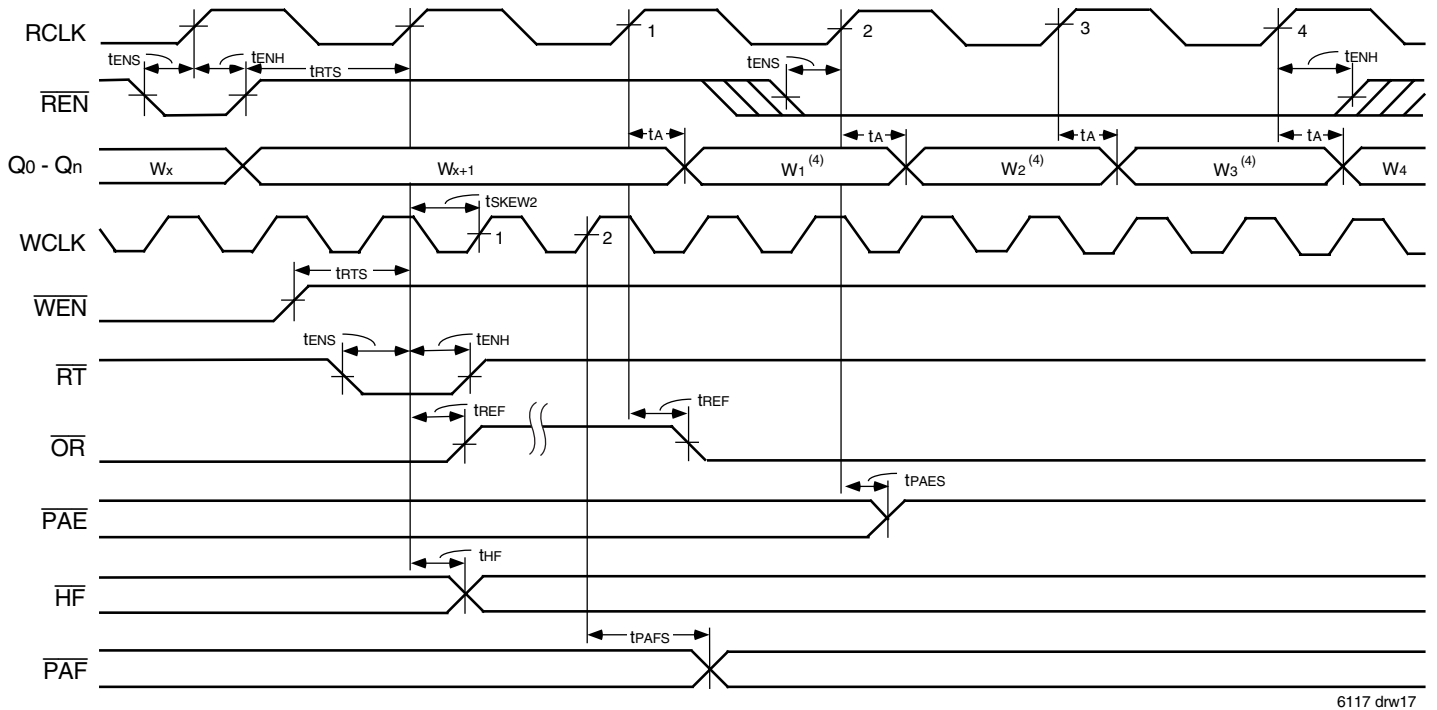 RCLK 1 2 3 4
tENS tENH tRTS tENS tENH
REN
tA tA tA tA
Q0 - Qn Wx Wx+1 W1(4) W2(4) W3(4) W4
tSKEW2
WCLK 1 2
tRTS
WEN
tENS tENH
RT
tREF tREF
OR
tPAES
PAE
tHF
HF
tPAFS
PAF
6117 drw17